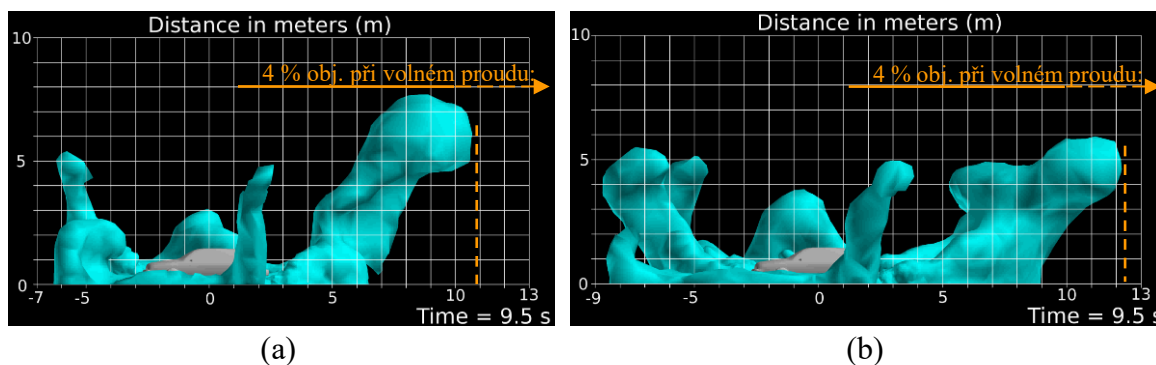 Distance in meters (m)
10
4 % obj. při volném proudu:
5
0
-7 -5 0 5 10 13
Time = 9.5 s
(a)
Distance in meters (m)
10
4 % obj. při volném proudu:
5
0
-9 -5 0 5 10 13
Time = 9.5 s
(b)